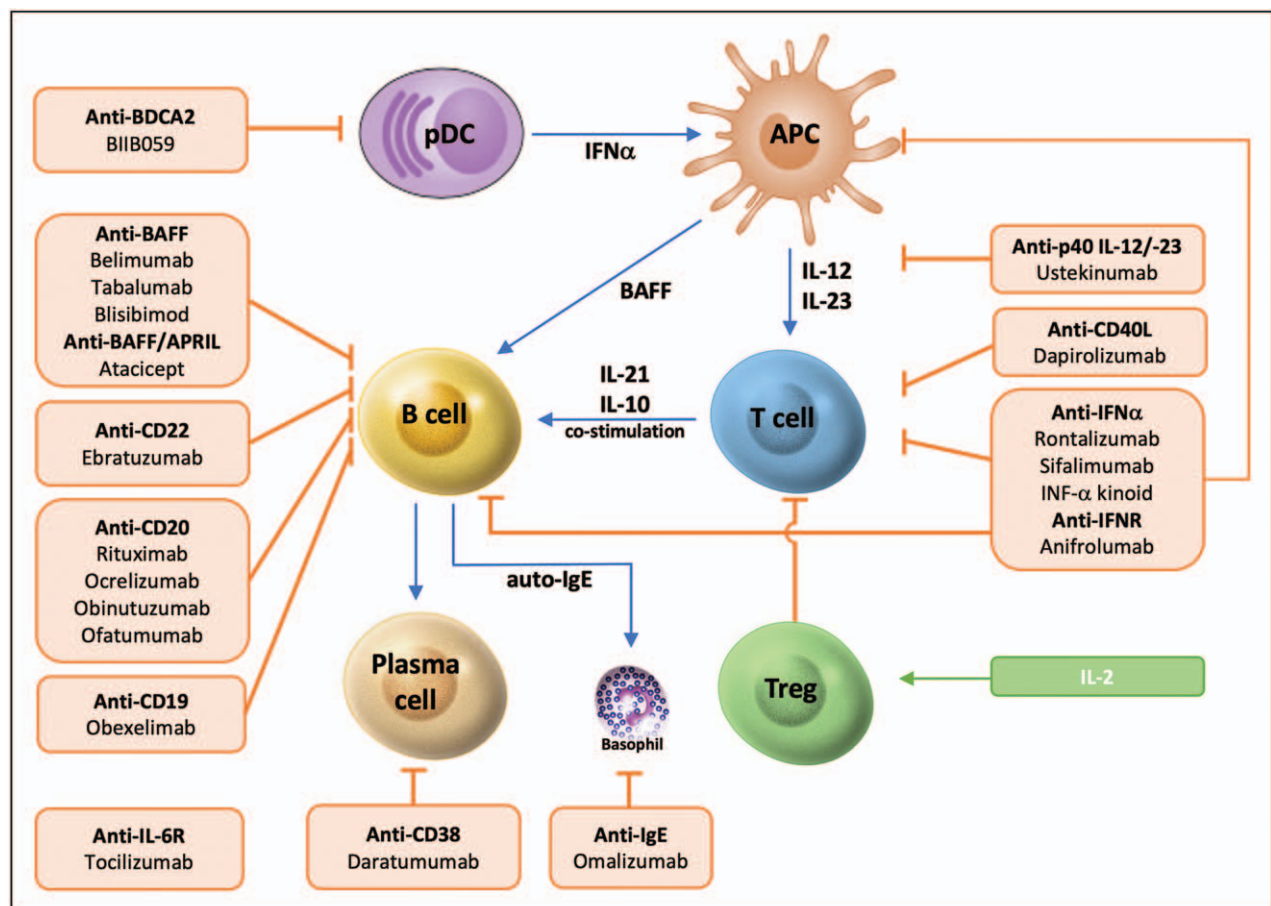 Anti-BDCA2
BIIB059
pDC
IFNα
APC
Anti-BAFF
Belimumab
Tabalumab
Blisibimod
Anti-BAFF/APRIL
Atacicept
BAFF
IL-12
IL-23
Anti-p40 IL-12/-23
Ustekinumab
Anti-CD40L
Dapirolizumab
Anti-CD22
Ebratuzumab
B cell
IL-21
IL-10
co-stimulation
T cell
Anti-IFNα
Rontalizumab
Sifalimumab
INF-α kinoid
Anti-IFNR
Anifrolumab
Anti-CD20
Rituximab
Ocrelizumab
Obinutuzumab
Ofatumumab
auto-IgE
Anti-CD19
Obexelimab
Plasma
cell
Basophil
Treg
IL-2
Anti-IL-6R
Tocilizumab
Anti-CD38
Daratumumab
Anti-IgE
Omalizumab